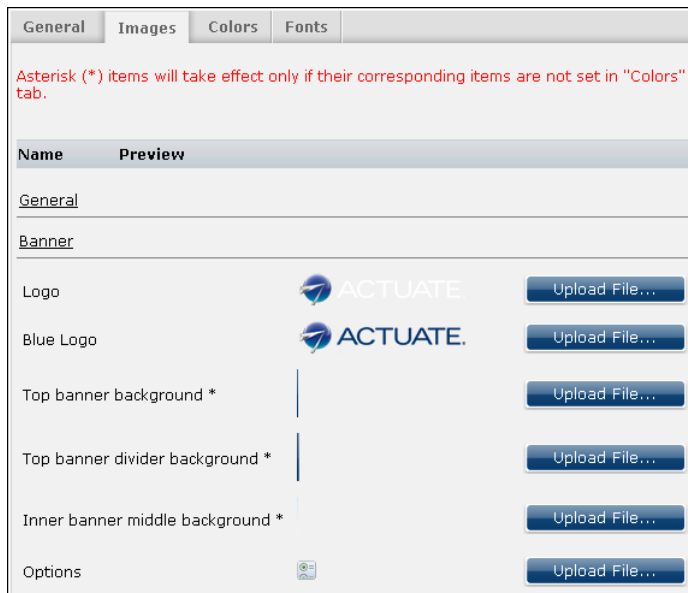 General Images Colors Fonts
Asterisk (*) items will take effect only if their corresponding items are not set in "Colors"
tab.
Name Preview
General
Banner
Logo ACTUATE. Upload File...
Blue Logo ACTUATE. Upload File...
Top banner background * Upload File...
Top banner divider background * Upload File...
Inner banner middle background * Upload File...
Options Upload File...